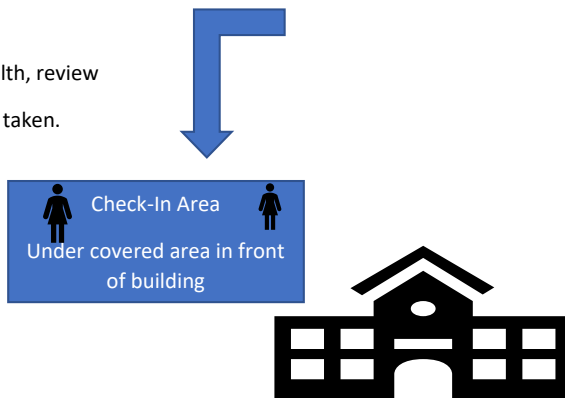 lth, review
taken.
Check-In Area
Under covered area in front
of building